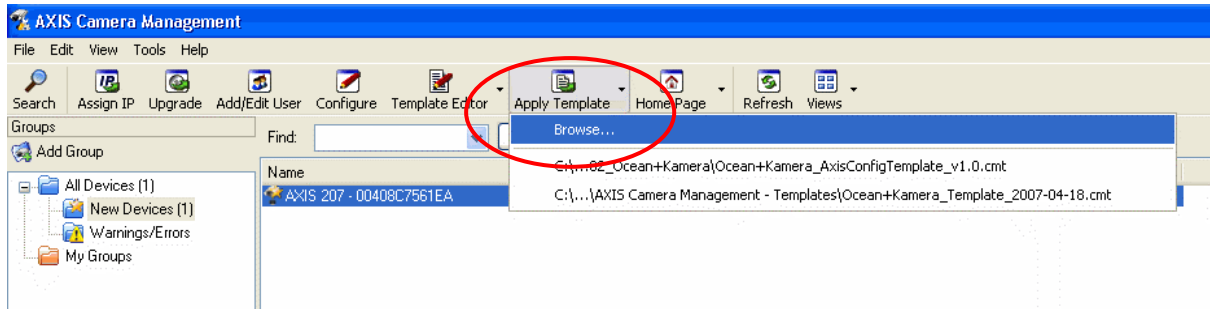 AXIS Camera Management
File Edit View Tools Help
Search Assign IP Upgrade Add/Edit User Configure Template Editor Apply Template Home Page Refresh Views
Groups
Find:
Browse...
Add Group
C:\...02_Ocean+Kamera\Ocean+Kamera_AxisConfigTemplate_v1.0.cmt
Name
All Devices (1)
AXIS 207 - 00408C7561EA
C:\...\AXIS Camera Management - Templates\Ocean+Kamera_Template_2007-04-18.cmt
New Devices (1)
Warnings/Errors
My Groups